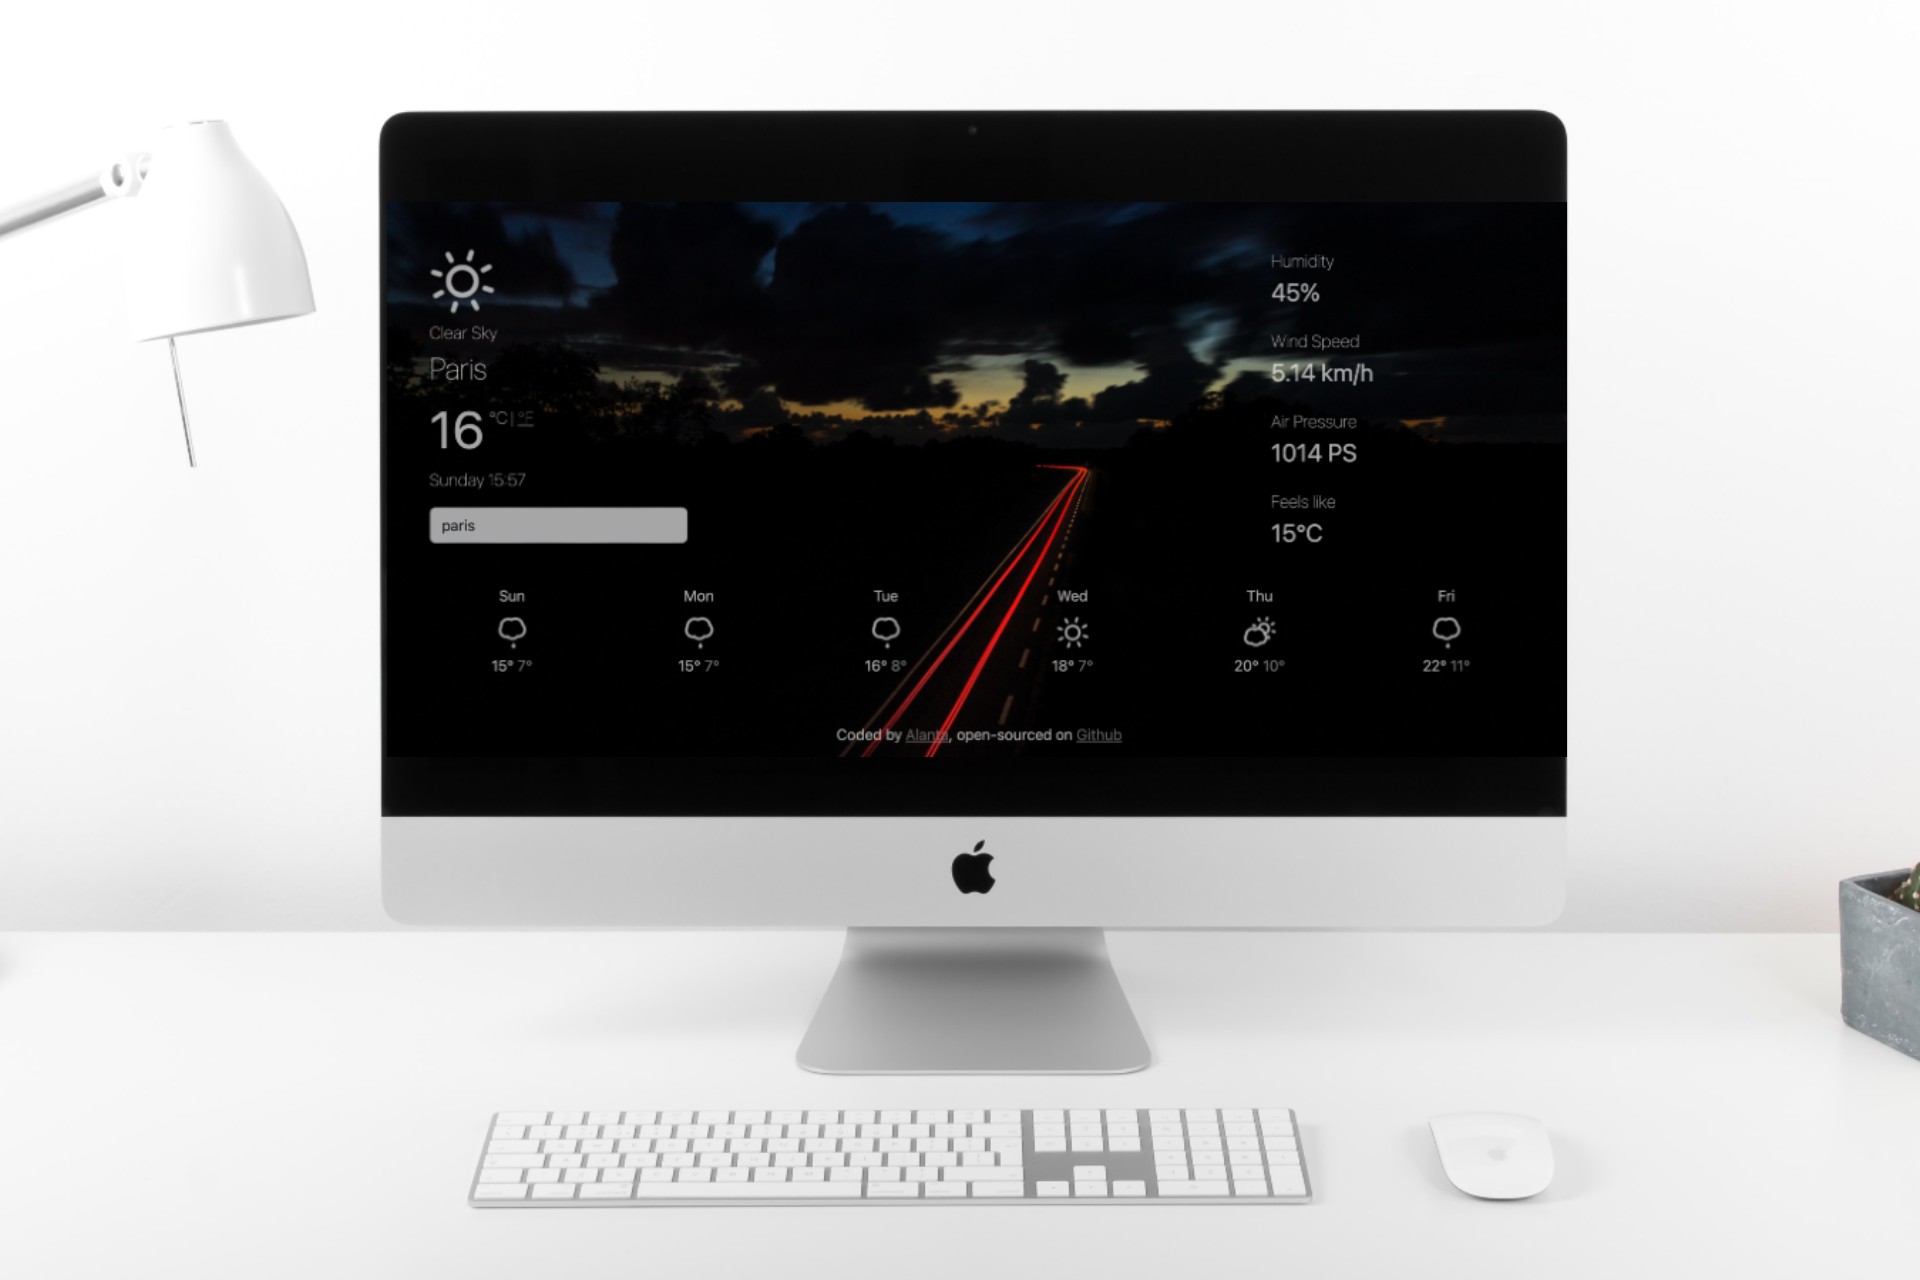 Clear Sky
Paris
16 °C | °F
Sunday 15:57
paris
Humidity
45%
Wind Speed
5.14 km/h
Air Pressure
1014 PS
Feels like
15°C
Sun Mon Tue Wed Thu Fri
15° 7° 15° 7° 16° 8° 18° 7° 20° 10° 22° 11°
Coded by Alanta, open-sourced on Github